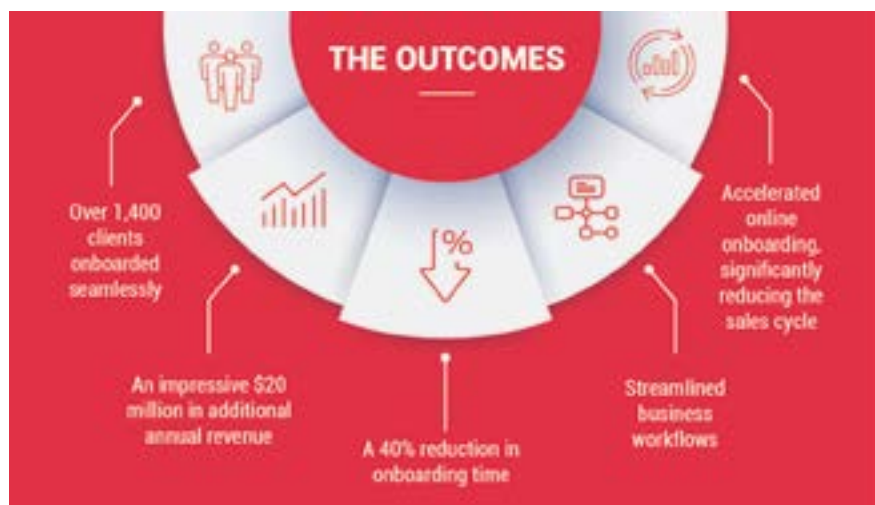 THE OUTCOMES
%
Over 1,400
clients
onboarded
seamlessly
An impressive $20
million in additional
annual revenue
A 40% reduction in
onboarding time
Streamlined
business
workflows
Accelerated
online
onboarding,
significantly
reducing the
sales cycle